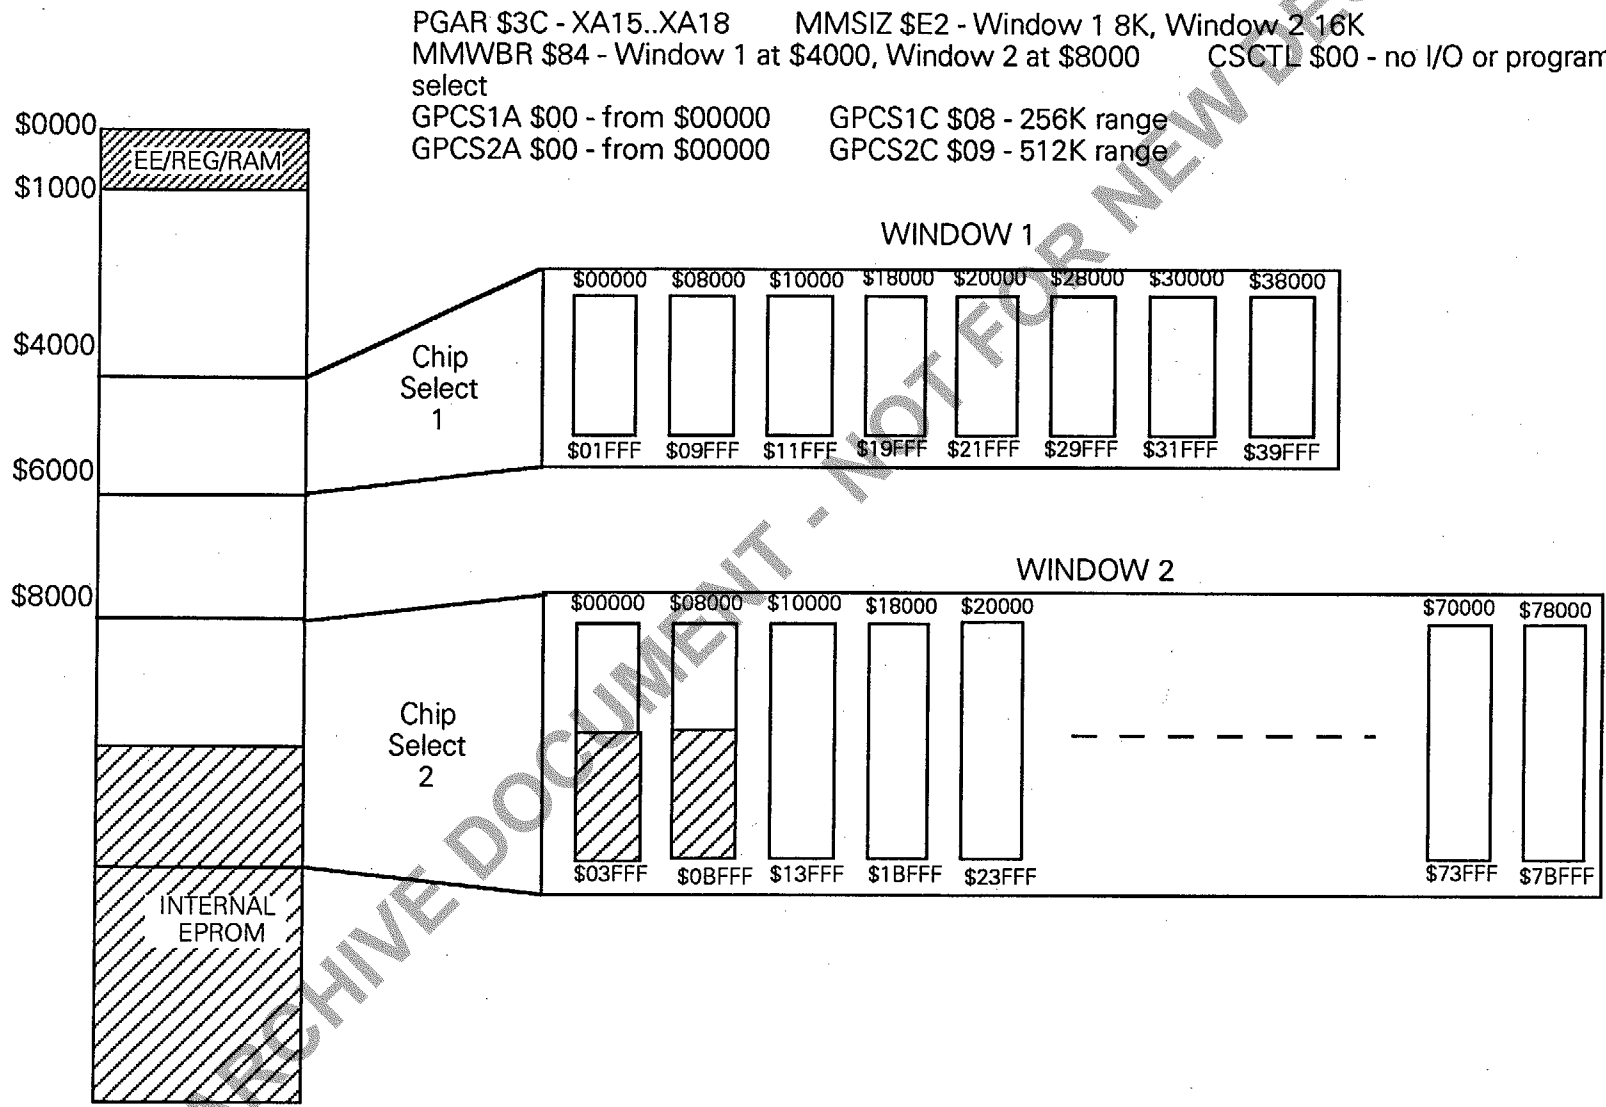 PGAR $3C - XA15..XA18 MMSIZ $E2 - Window 1 8K, Window 2 16K
MMWBR $84 - Window 1 at $4000, Window 2 at $8000 CSCTL $00 - no I/O or program
select
GPCS1A $00 - from $00000 GPCS1C $08 - 256K range
GPCS2A $00 - from $00000 GPCS2C $09 - 512K range
$0000
EE/REG/RAM
$1000
WINDOW 1
$00000 $08000 $10000 $18000 $20000 $28000 $30000 $38000
$4000
Chip
Select
1
$01FFF $09FFF $11FFF $19FFF $21FFF $29FFF $31FFF $39FFF
$6000
WINDOW 2
$8000
$00000 $08000 $10000 $18000 $20000 $70000 $78000
Chip
Select
2
$03FFF $0BFFF $13FFF $1BFFF $23FFF $73FFF $7BFFF
INTERNAL
EPROM
ARCHIVE DOCUMENT - NOT FOR NEW